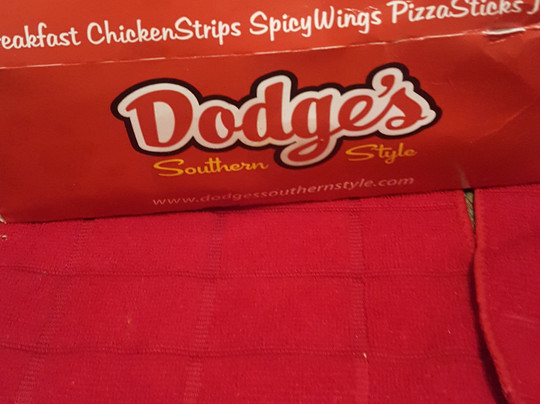 eakfast ChickenStrips SpicyWings PizzaSticks J
Dodge's
Southern Style
www.dodgessouthernstyle.com